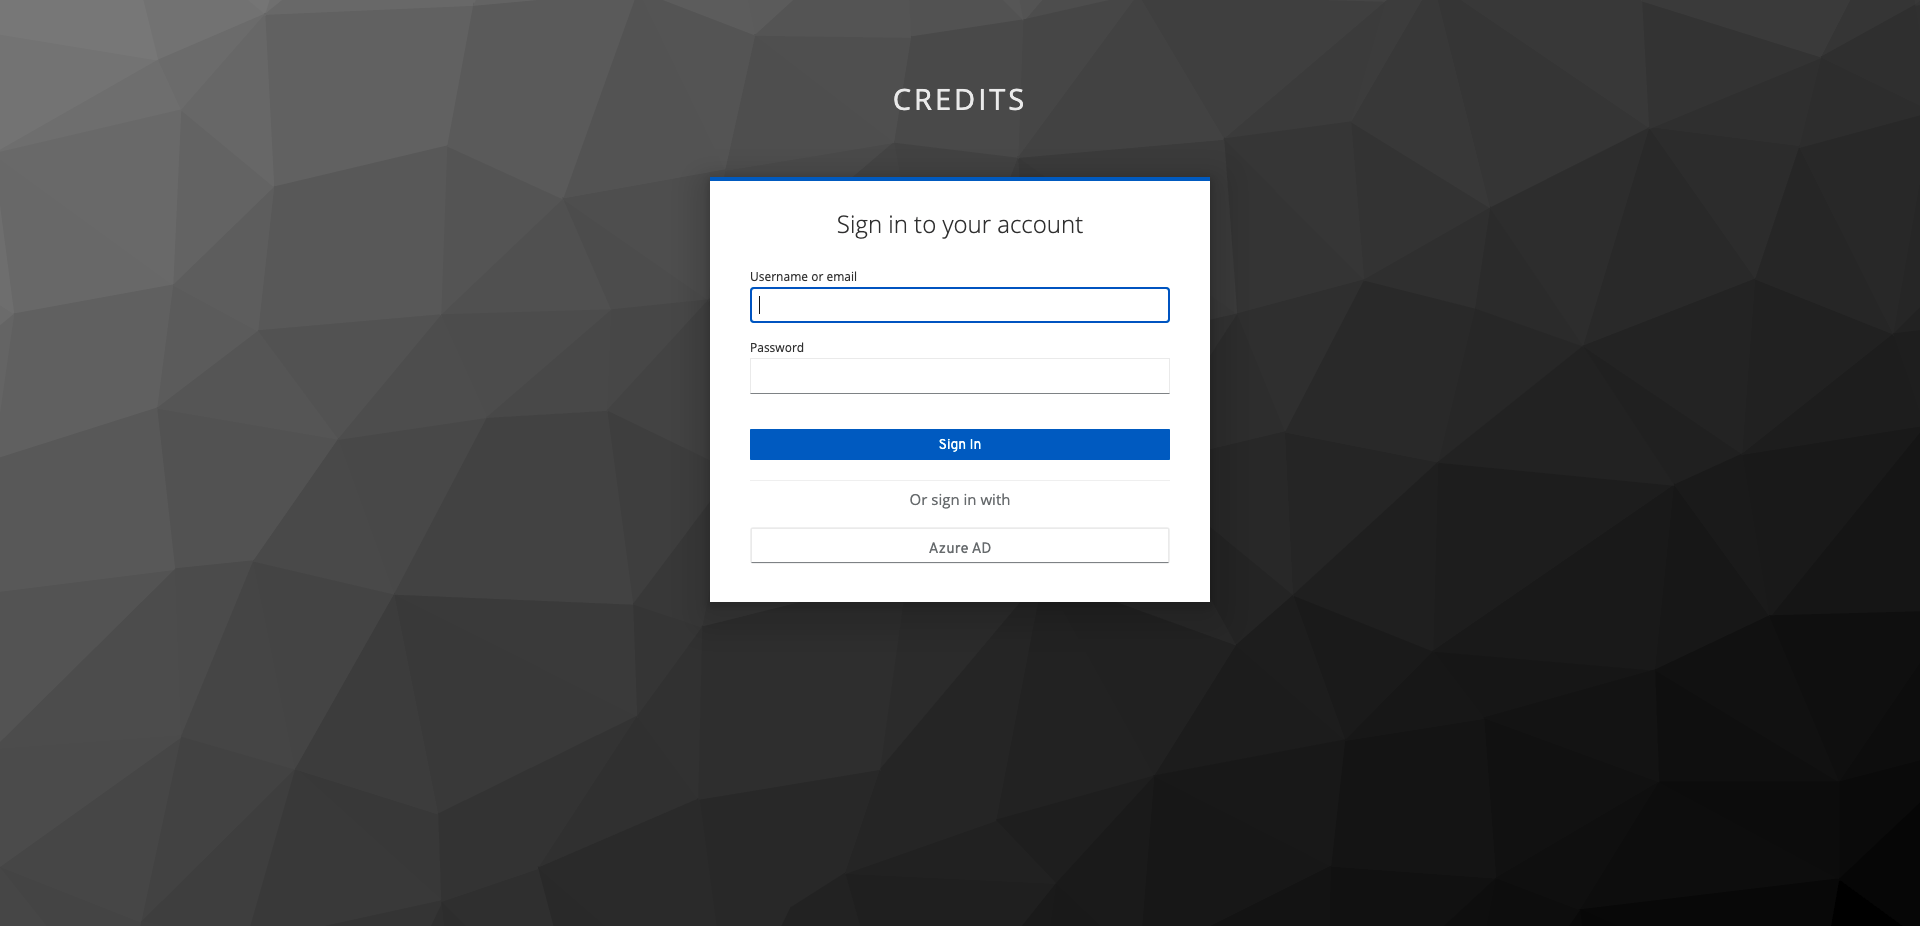 CREDITS
Sign in to your account
Username or email
Password
Sign In
Or sign in with
Azure AD